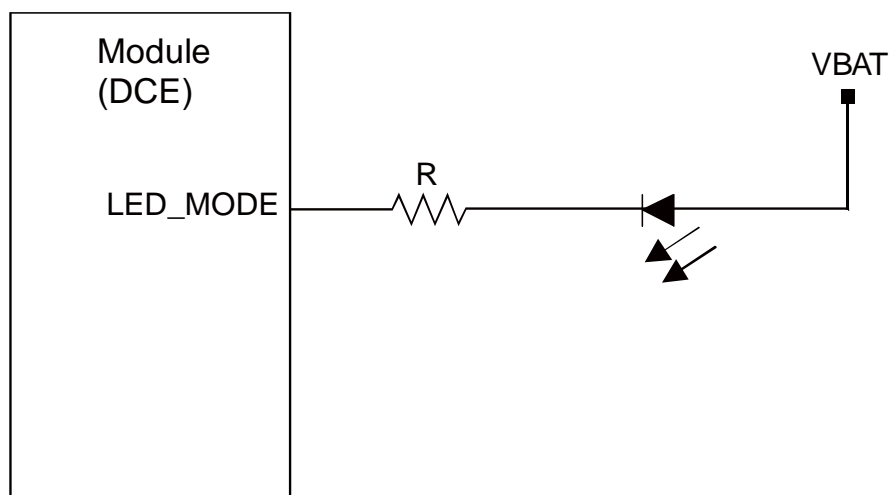 Module
(DCE)
VBAT
R
LED_MODE